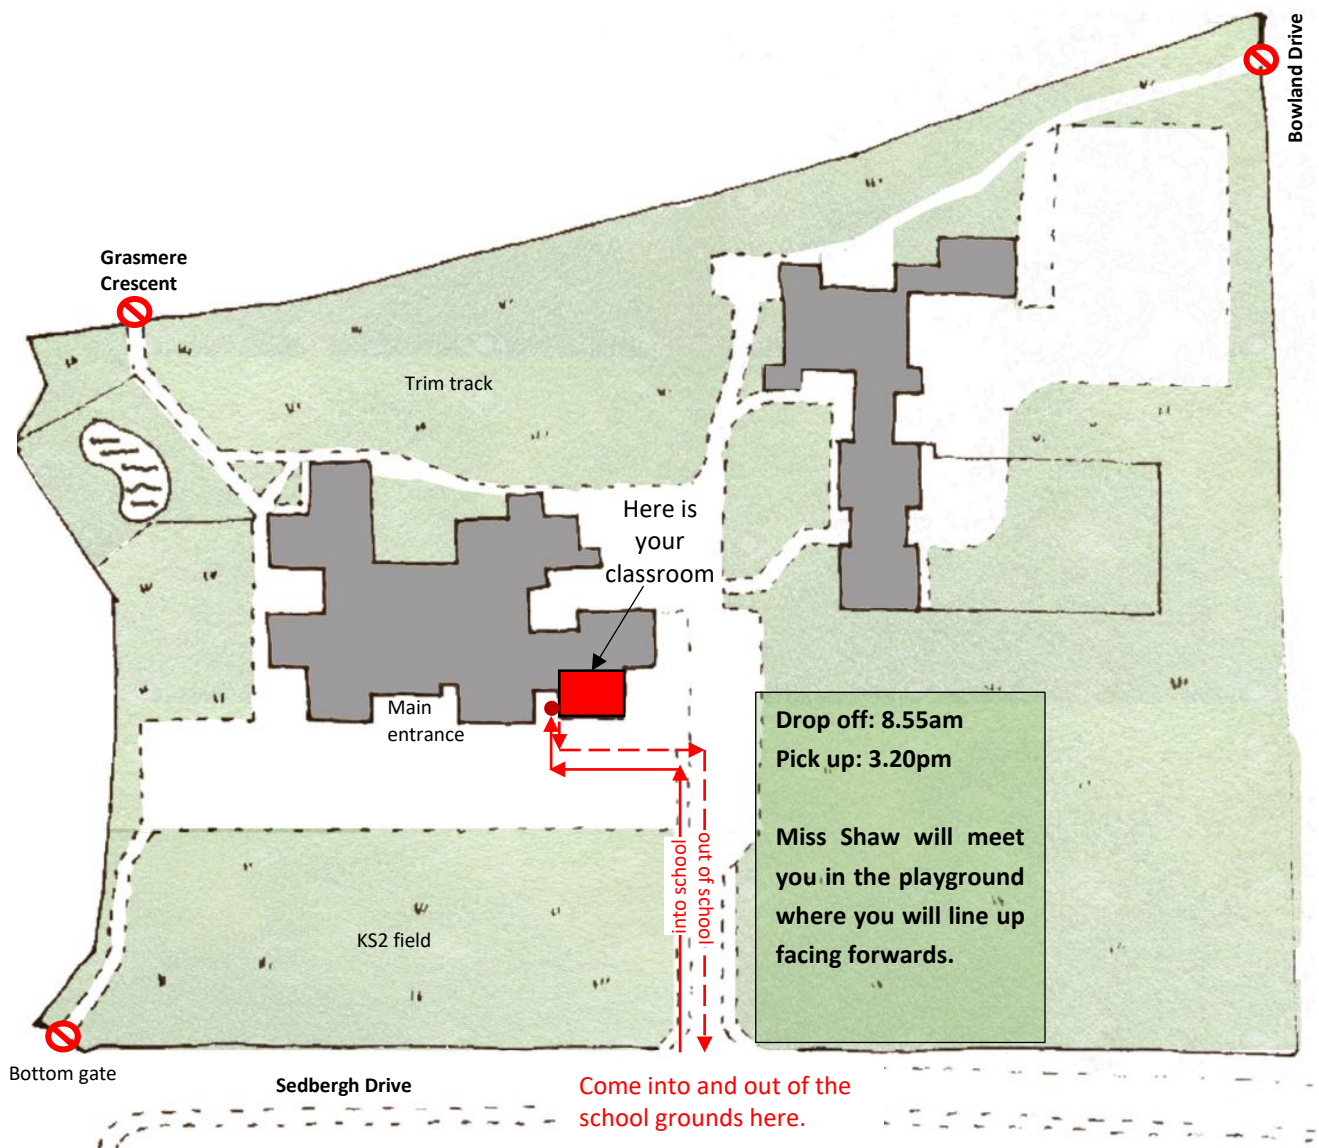 Bowland Drive
Grasmere
Crescent
Trim track
Here is
your
classroom
Main
entrance
Drop off: 8.55am
Pick up: 3.20pm
Miss Shaw will meet
you in the playground
where you will line up
facing forwards.
into school
out of school
KS2 field
Bottom gate
Sedbergh Drive
Come into and out of the
school grounds here.